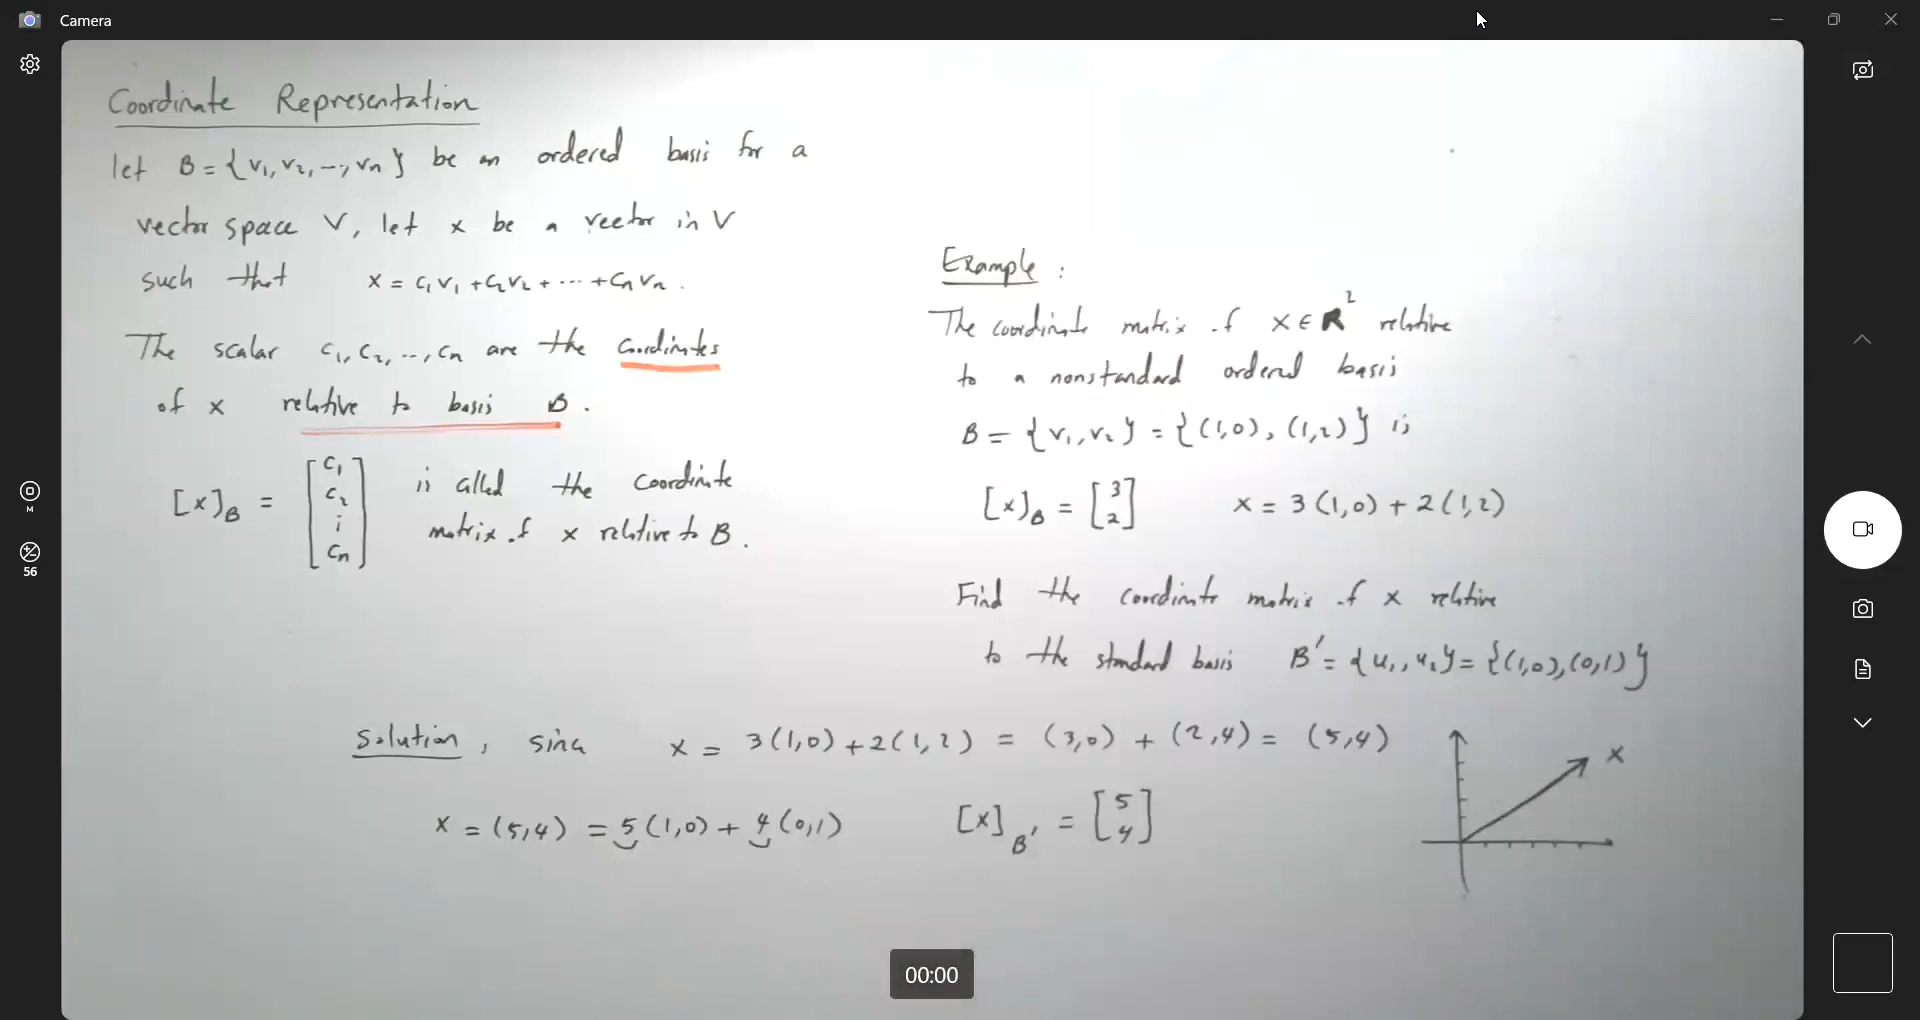 Camera
Coordinate Representation
let B = {v₁, v₂, ..., vₙ} be an ordered basis for a
vector space V, let x be a vector in V
such that x = c₁v₁ + c₂v₂ + ... + cₙvₙ.
The scalar c₁, c₂, ..., cₙ are the coordinates
of x relative to basis B.
[x]_B = [c₁ c₂ ⋮ cₙ] is called the coordinate
matrix of x relative to B.
Example :
The coordinate matrix of x ∈ R² relative
to a nonstandard ordered basis
B = {v₁, v₂} = {(1,0), (1,2)} is
[x]_B = [3 2] x = 3(1,0) + 2(1,2)
Find the coordinate matrix of x relative
to the standard basis B' = {u₁, u₂} = {(1,0), (0,1)}
Solution, since x = 3(1,0) + 2(1,2) = (3,0) + (2,4) = (5,4)
x = (5,4) = 5(1,0) + 4(0,1) [x]_B' = [5 4]
x
M
56
00:00